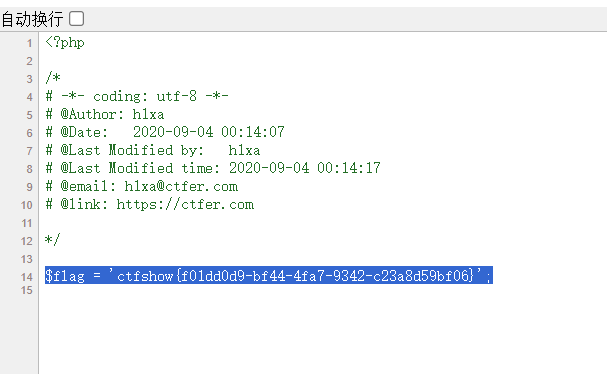 自动换行
1 <?php
2
3 /*
4 # -*- coding: utf-8 -*-
5 # @Author: hlxa
6 # @Date:   2020-09-04 00:14:07
7 # @Last Modified by:   hlxa
8 # @Last Modified time: 2020-09-04 00:14:17
9 # @email: hlxa@ctfer.com
10 # @link: https://ctfer.com
11
12 */
13
14 $flag = 'ctfshow{f01dd0d9-bf44-4fa7-9342-c23a8d59bf06}';
15